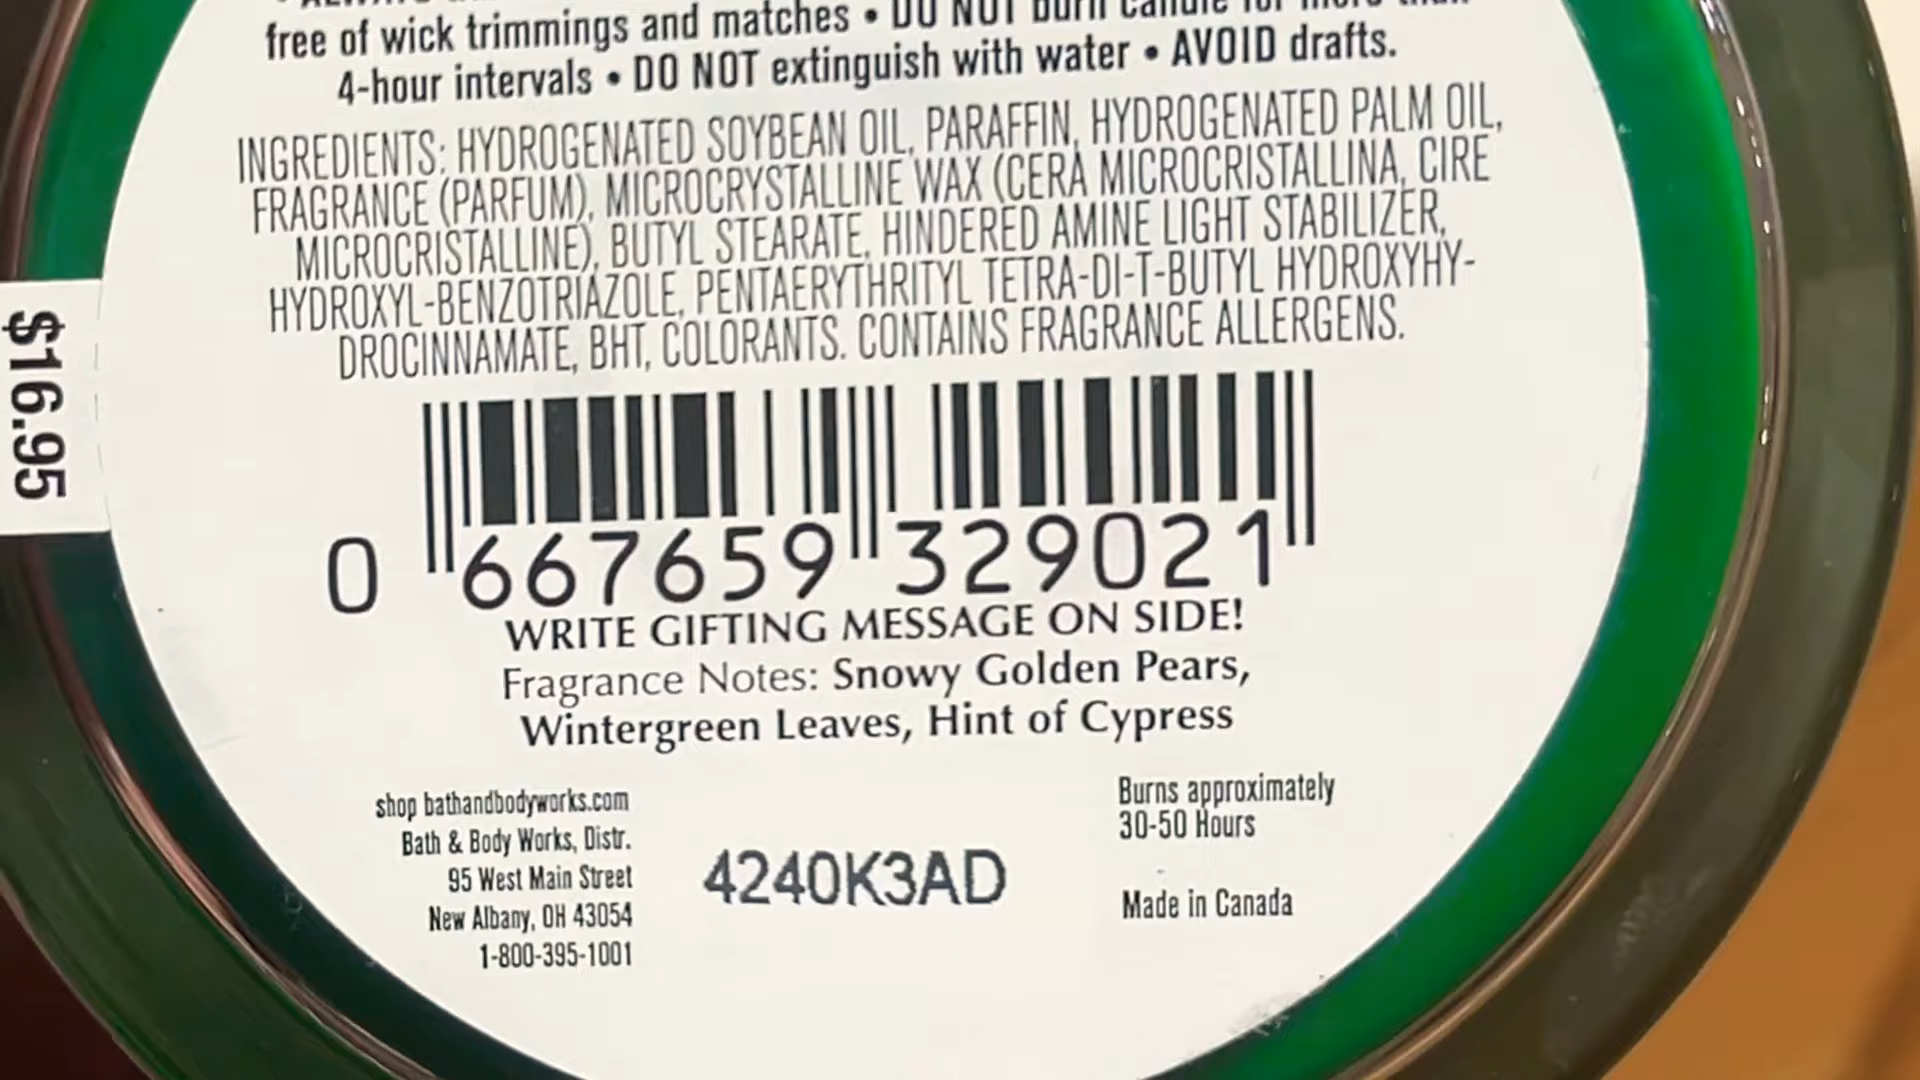 free of wick trimmings and matches • DO NOT burn candle for more than
4-hour intervals • DO NOT extinguish with water • AVOID drafts.
INGREDIENTS: HYDROGENATED SOYBEAN OIL, PARAFFIN, HYDROGENATED PALM OIL,
FRAGRANCE (PARFUM), MICROCRYSTALLINE WAX (CERA MICROCRISTALLINA, CIRE
MICROCRISTALLINE), BUTYL STEARATE, HINDERED AMINE LIGHT STABILIZER,
HYDROXYL-BENZOTRIAZOLE, PENTAERYTHRITYL TETRA-DI-T-BUTYL HYDROXYHY-
DROCINNAMATE, BHT, COLORANTS. CONTAINS FRAGRANCE ALLERGENS.
$16.95
0 667659 329021
WRITE GIFTING MESSAGE ON SIDE!
Fragrance Notes: Snowy Golden Pears,
Wintergreen Leaves, Hint of Cypress
shop bathandbodyworks.com
Bath & Body Works, Distr.
95 West Main Street
New Albany, OH 43054
1-800-395-1001
4240K3AD
Burns approximately
30-50 Hours
Made in Canada